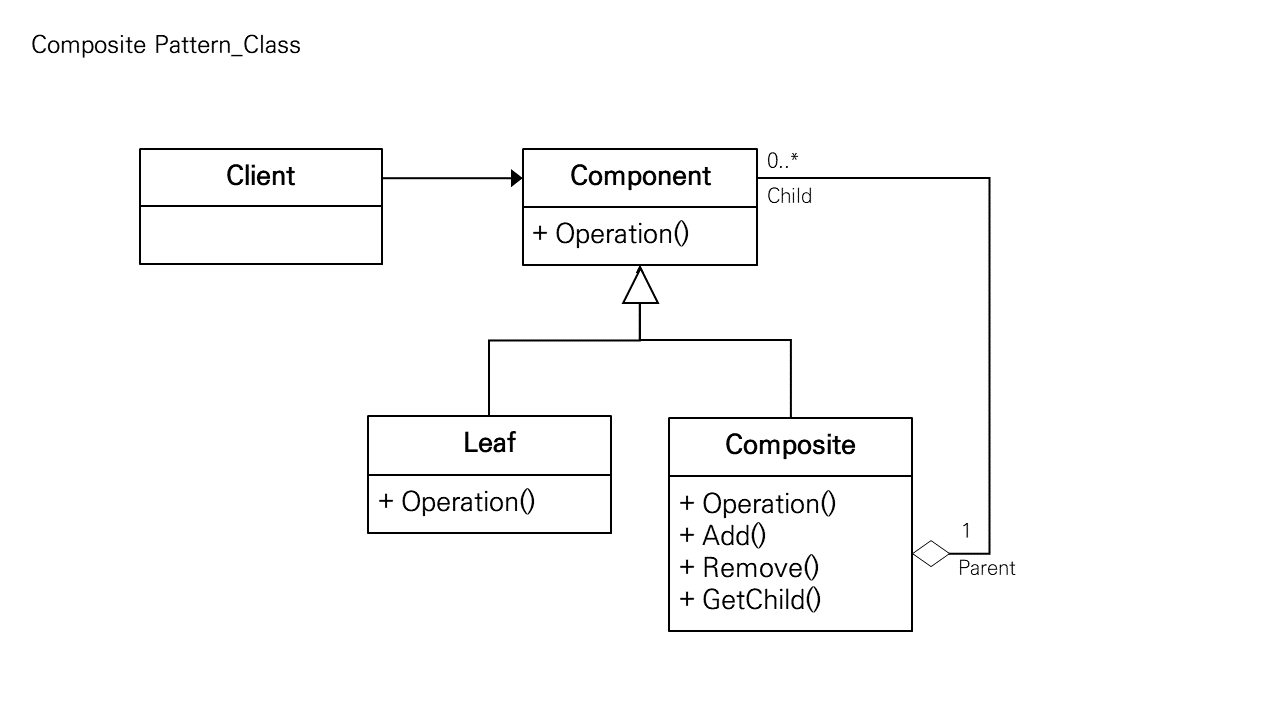 Composite Pattern_Class
Client
Component
0..*
Child
+ Operation()
Leaf
+ Operation()
Composite
+ Operation()
+ Add()
+ Remove()
+ GetChild()
1
Parent